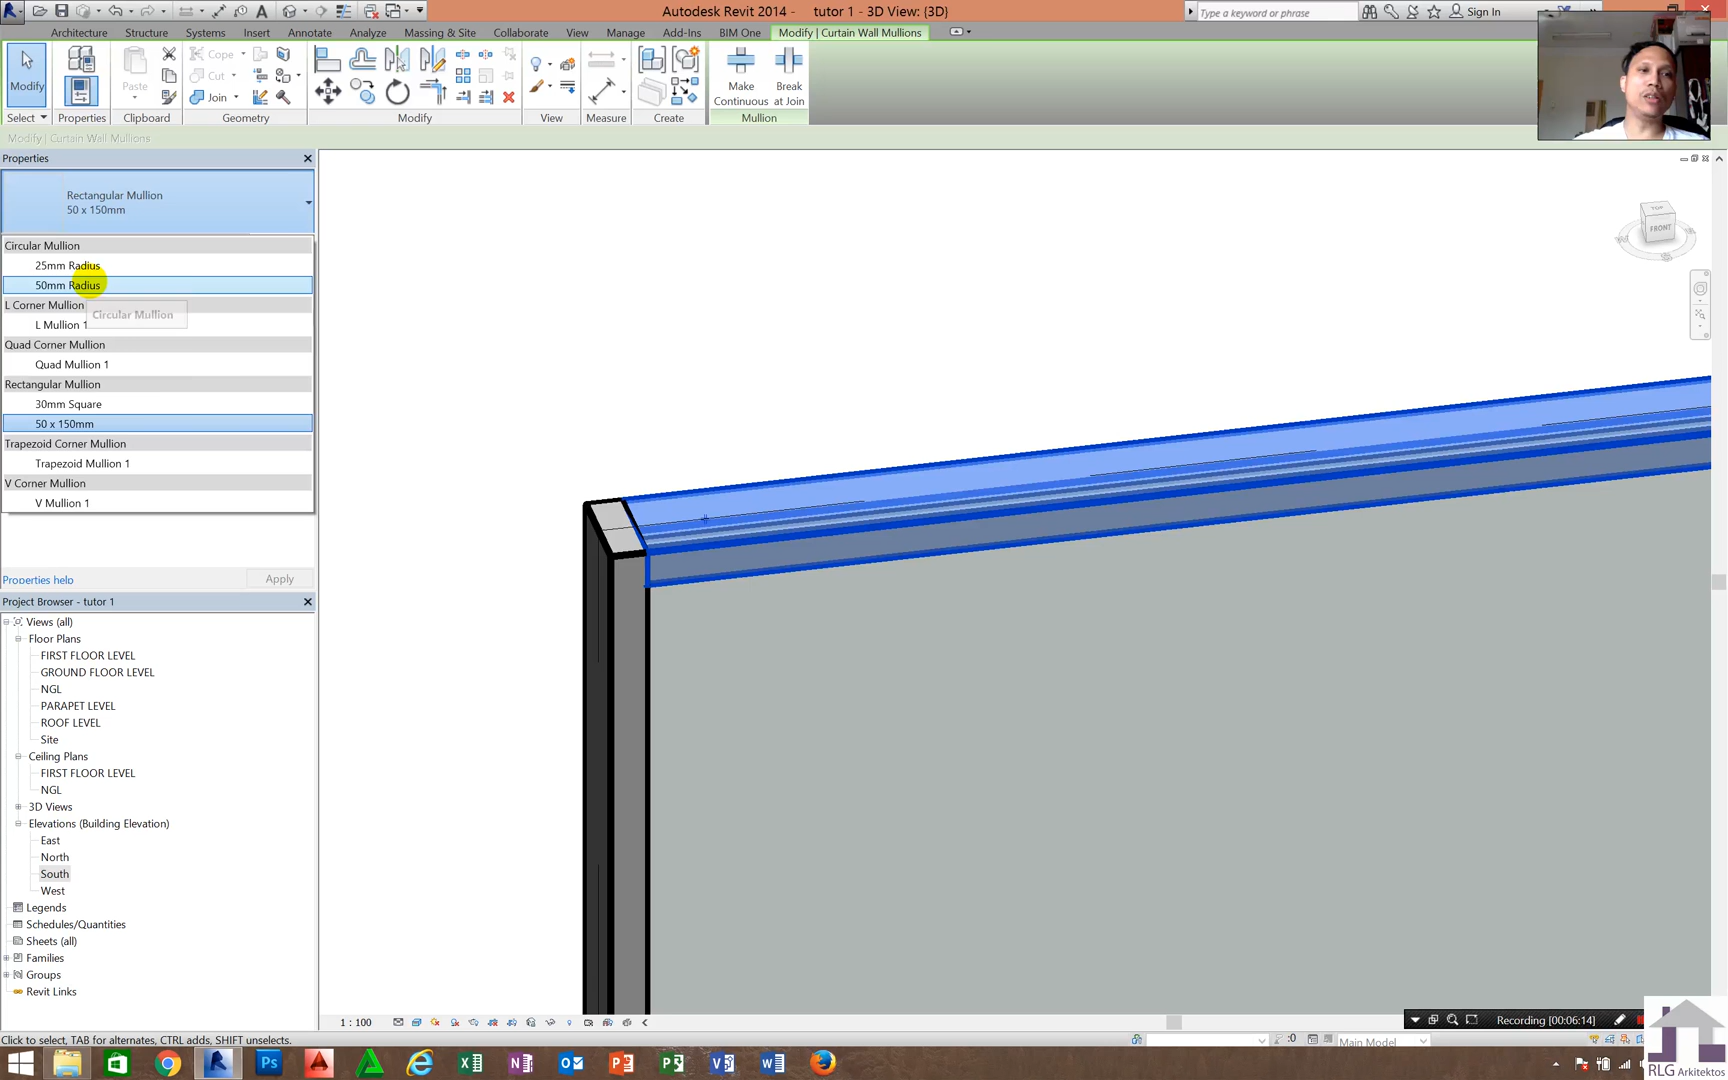 Autodesk Revit 2014 - tutor 1 - 3D View: {3D}
Type a keyword or phrase
Sign In
Architecture Structure Systems Insert Annotate Analyze Massing & Site Collaborate View Manage Add-Ins BIM One Modify | Curtain Wall Mullions
Modify
Paste
Cope
Cut
Join
Make Continuous
Break at Join
Select Properties Clipboard Geometry Modify View Measure Create Mullion
Modify | Curtain Wall Mullions
Properties
Rectangular Mullion
50 x 150mm
Circular Mullion
25mm Radius
50mm Radius
L Corner Mullion
Circular Mullion
L Mullion 1
Quad Corner Mullion
Quad Mullion 1
Rectangular Mullion
30mm Square
50 x 150mm
Trapezoid Corner Mullion
Trapezoid Mullion 1
V Corner Mullion
V Mullion 1
Properties help
Apply
Project Browser - tutor 1
Views (all)
Floor Plans
FIRST FLOOR LEVEL
GROUND FLOOR LEVEL
NGL
PARAPET LEVEL
ROOF LEVEL
Site
Ceiling Plans
FIRST FLOOR LEVEL
NGL
3D Views
Elevations (Building Elevation)
East
North
South
West
Legends
Schedules/Quantities
Sheets (all)
Families
Groups
Revit Links
TOP
FRONT
1 : 100
Recording [00:06:14]
Click to select, TAB for alternates, CTRL adds, SHIFT unselects.
:0
Main Model
RLG Arkitektos